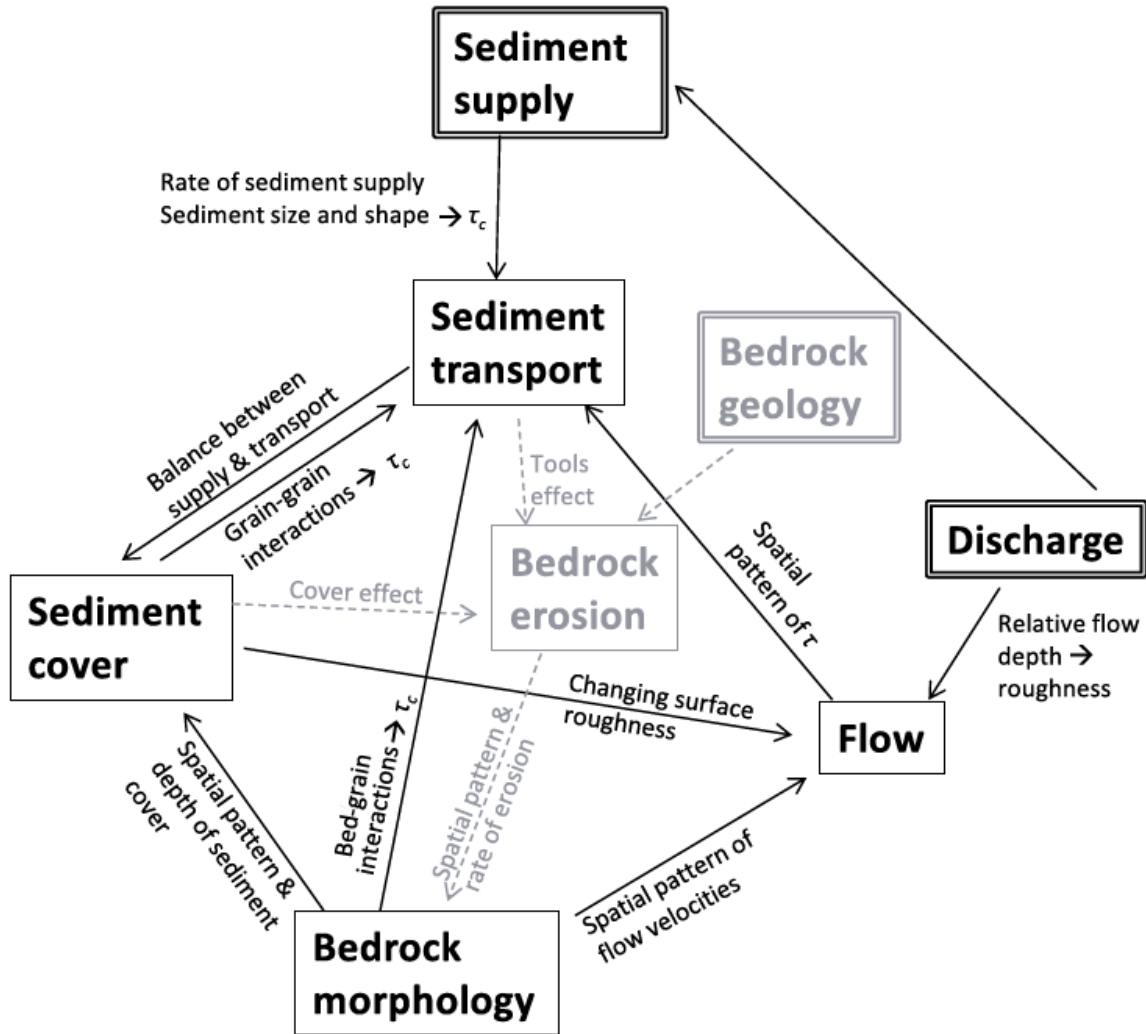 Sediment
supply
Rate of sediment supply
Sediment size and shape → τc
Sediment
transport
Bedrock
geology
Balance between
supply & transport
Grain-grain
interactions → τc
Tools
effect
Spatial
pattern of τ
Discharge
Bedrock
erosion
Cover effect
Sediment
cover
Relative flow
depth →
roughness
Changing surface
roughness
Flow
Spatial pattern &
depth of sediment
cover
Bed-grain
interactions → τc
Spatial pattern &
rate of erosion
Spatial pattern of
flow velocities
Bedrock
morphology